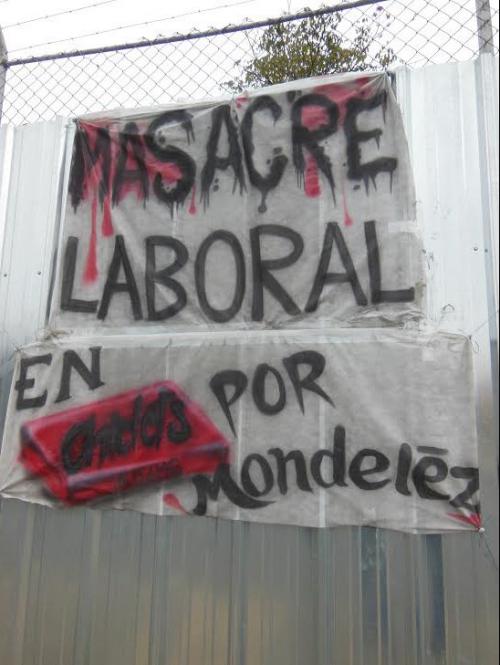 MASACRE
LABORAL
EN POR
Chiclets
Mondelēz